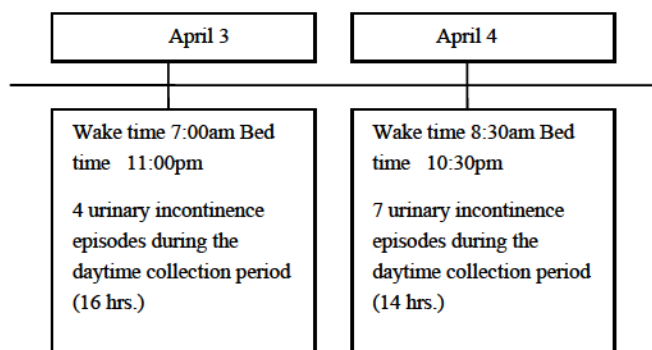 April 3
April 4
Wake time 7:00am Bed
time 11:00pm
4 urinary incontinence
episodes during the
daytime collection period
(16 hrs.)
Wake time 8:30am Bed
time 10:30pm
7 urinary incontinence
episodes during the
daytime collection period
(14 hrs.)